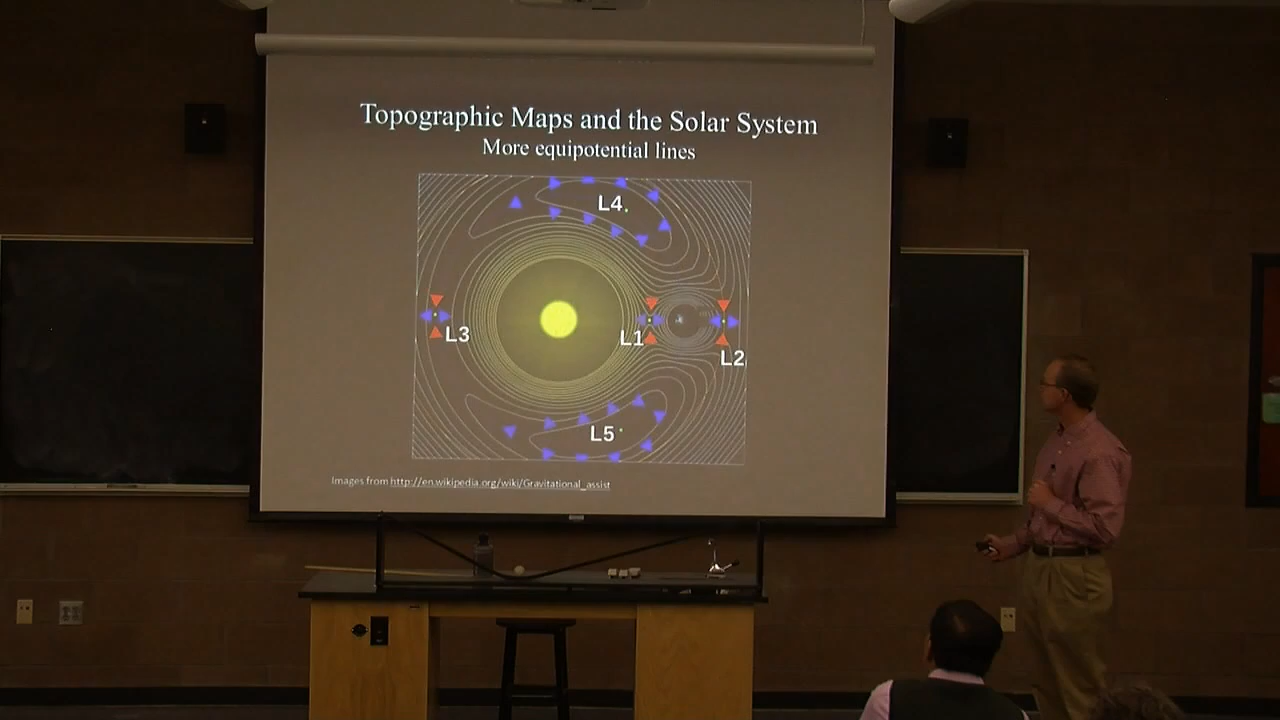 Topographic Maps and the Solar System
More equipotential lines
L4
L3
L1
L2
L5
Images from http://en.wikipedia.org/wiki/Gravitational_assist